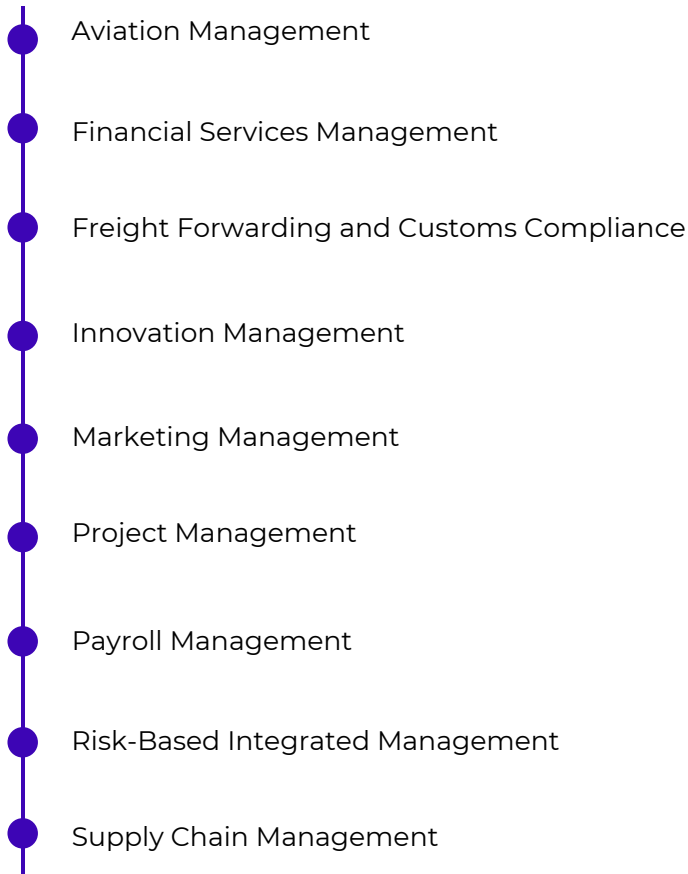 Aviation Management
Financial Services Management
Freight Forwarding and Customs Compliance
Innovation Management
Marketing Management
Project Management
Payroll Management
Risk-Based Integrated Management
Supply Chain Management